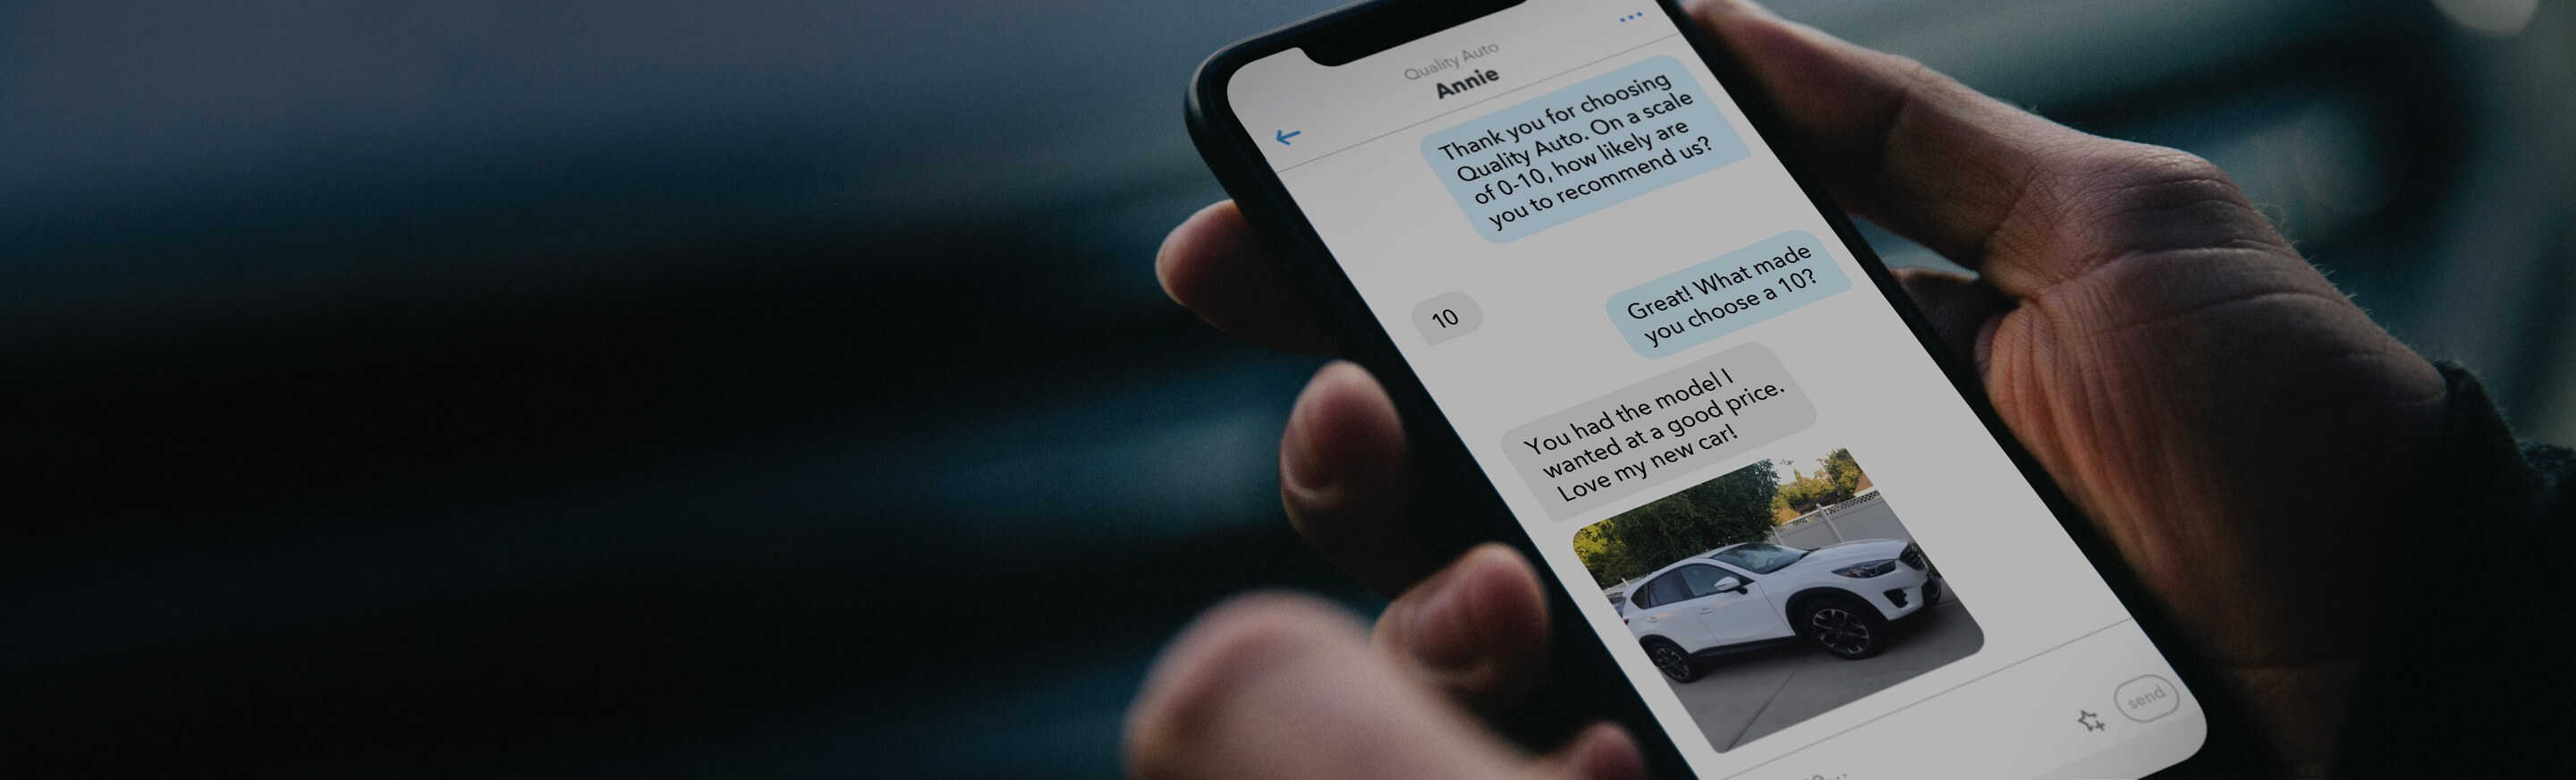 Quality Auto
Annie
Thank you for choosing
Quality Auto. On a scale
of 0-10, how likely are
you to recommend us?
10
Great! What made
you choose a 10?
You had the model I
wanted at a good price.
Love my new car!
send